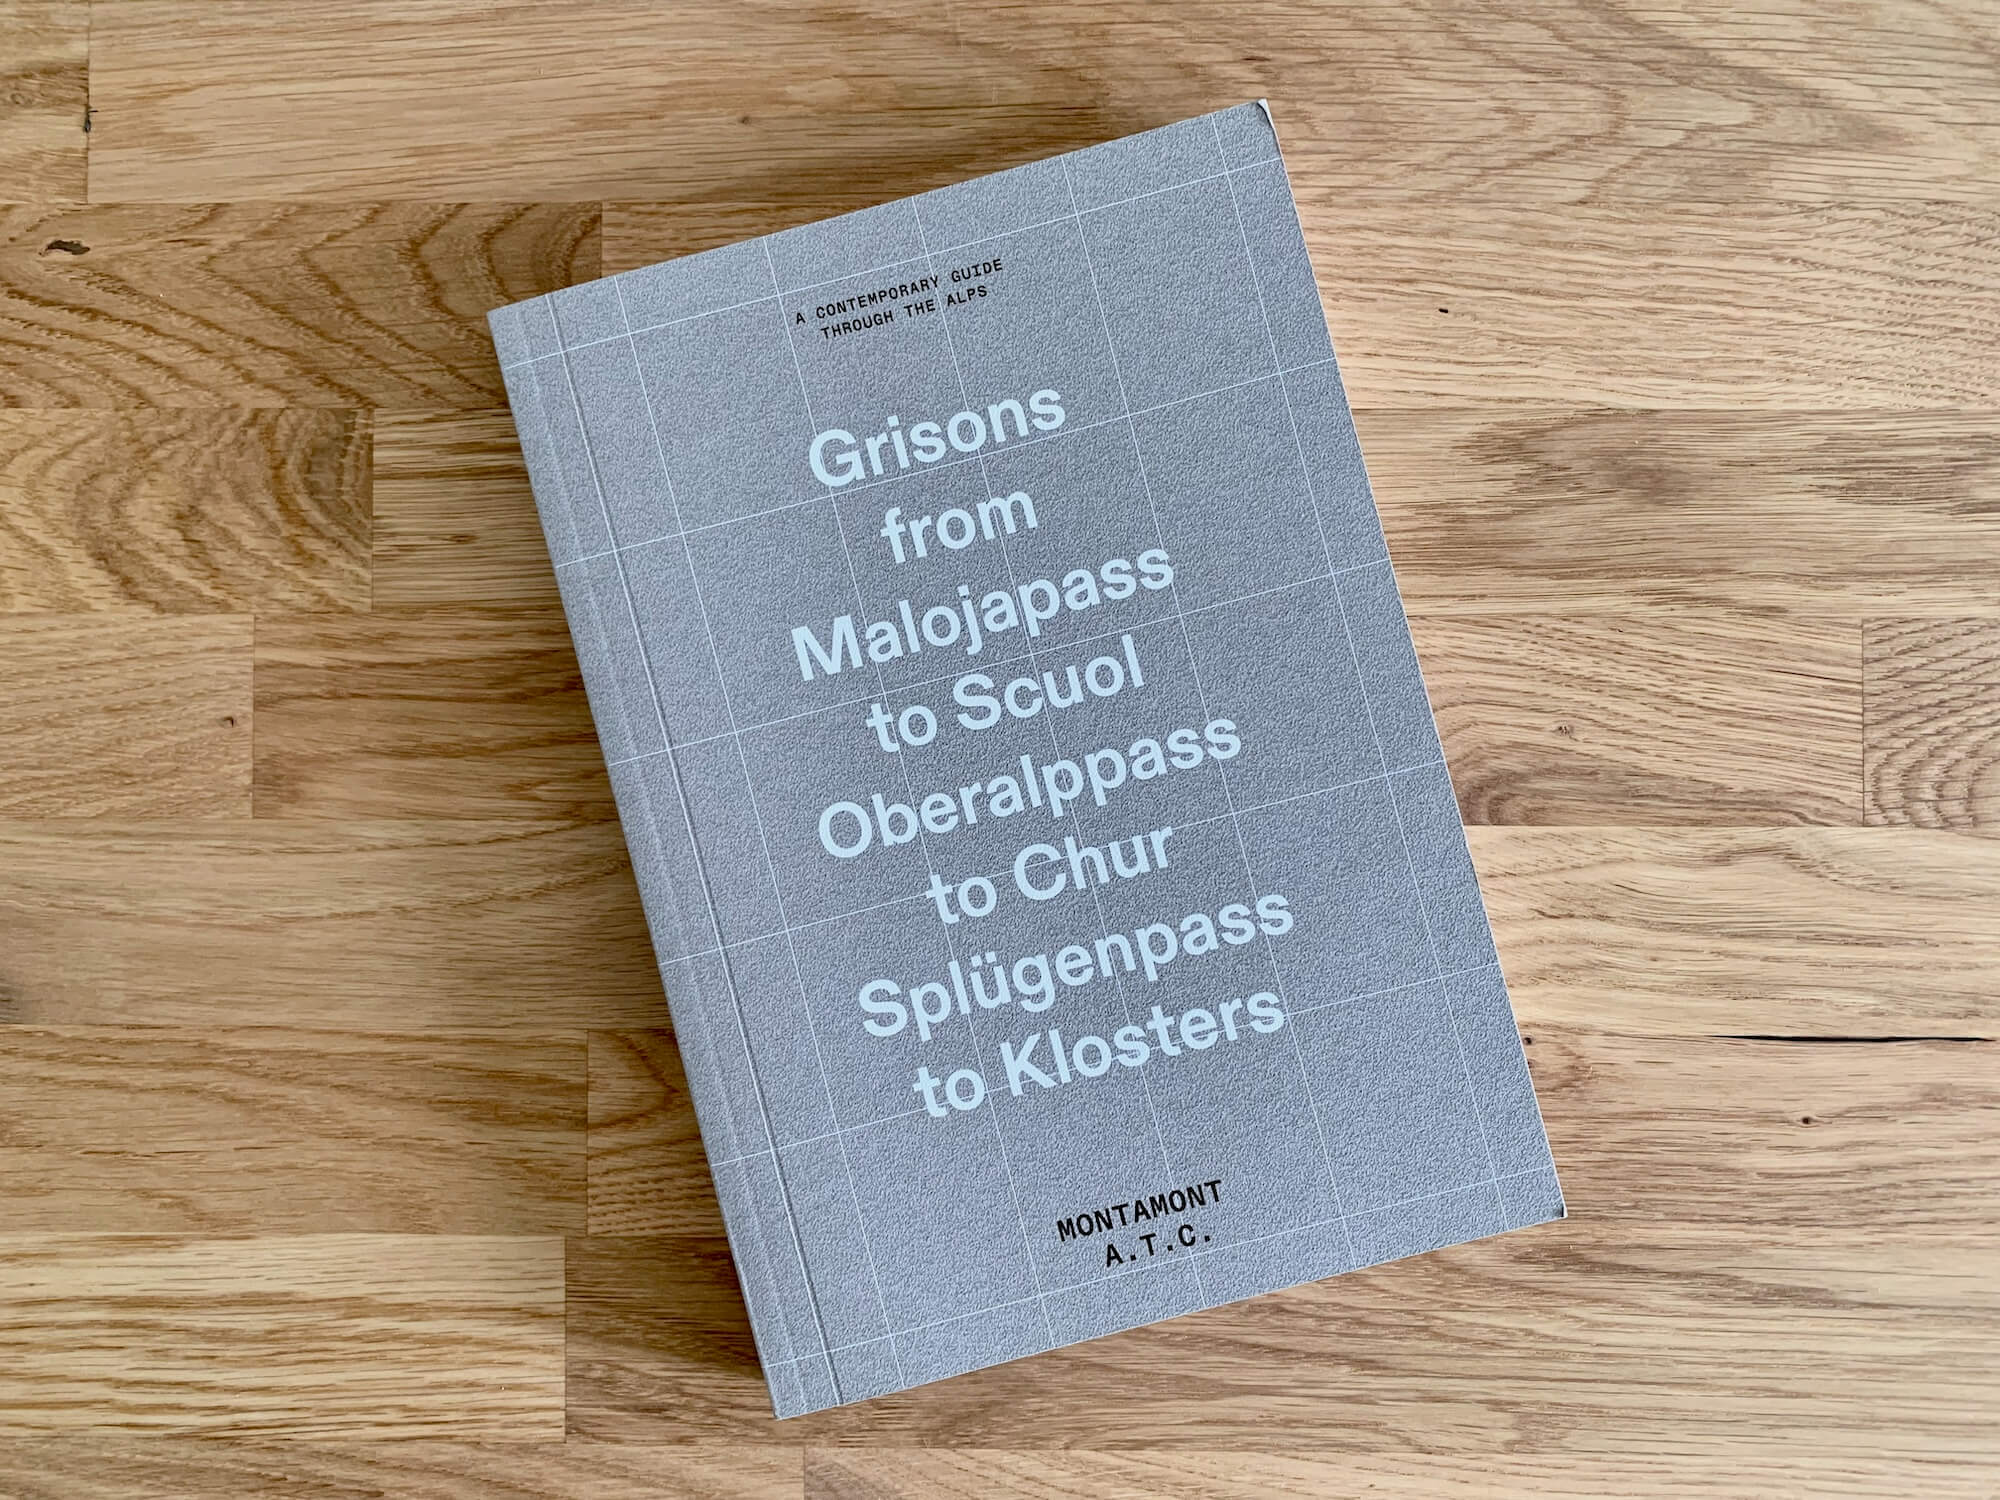 A CONTEMPORARY GUIDE
THROUGH THE ALPS
Grisons
from
Malojapass
to Scuol
Oberalppass
to Chur
Splügenpass
to Klosters
MONTAMONT
A.T.C.